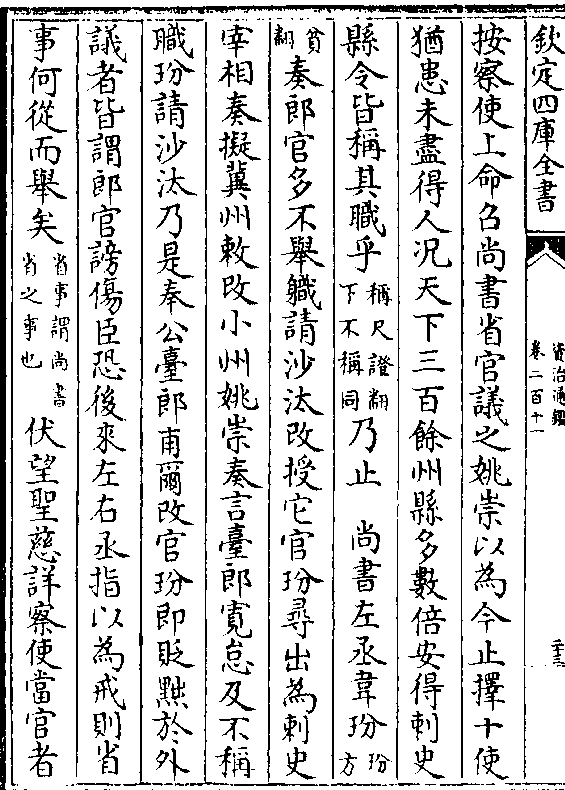 欽定四庫全書
資治通鑑
卷二百十一
二十三
按察使上命召尚書省官議之姚崇以為今止擇十使
猶患未盡得人況天下三百餘州縣多數倍安得刺史
縣令皆稱其職乎稱尺證翻下不稱同乃止 尚書左丞韋玢玢方
貧翻奏郎官多不舉職請沙汰改授它官玢尋出為刺史
宰相奏擬冀州敕改小州姚崇奏言臺郎寛怠及不稱
職玢請沙汰乃是奉公臺郎甫爾改官玢即貶黜於外
議者皆謂郎官謗傷臣恐後來左右丞指以為戒則省
事何從而舉矣省事謂尚書省之事也伏望聖慈詳察使當官者